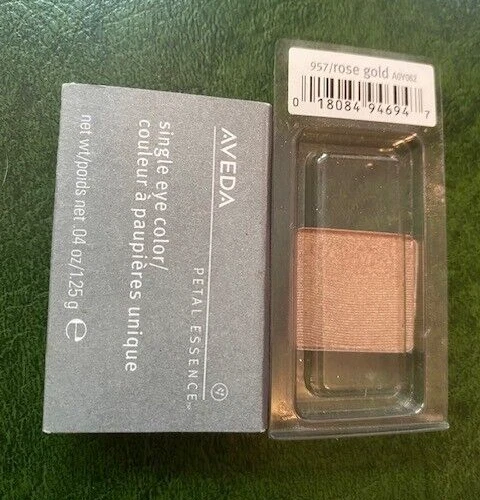 AVEDA
PETAL ESSENCE™
single eye color/
couleur à paupières unique
net wt/poids net .04 oz/1.25 g ℮
957/rose gold A0Y062
0 18084 94694 7